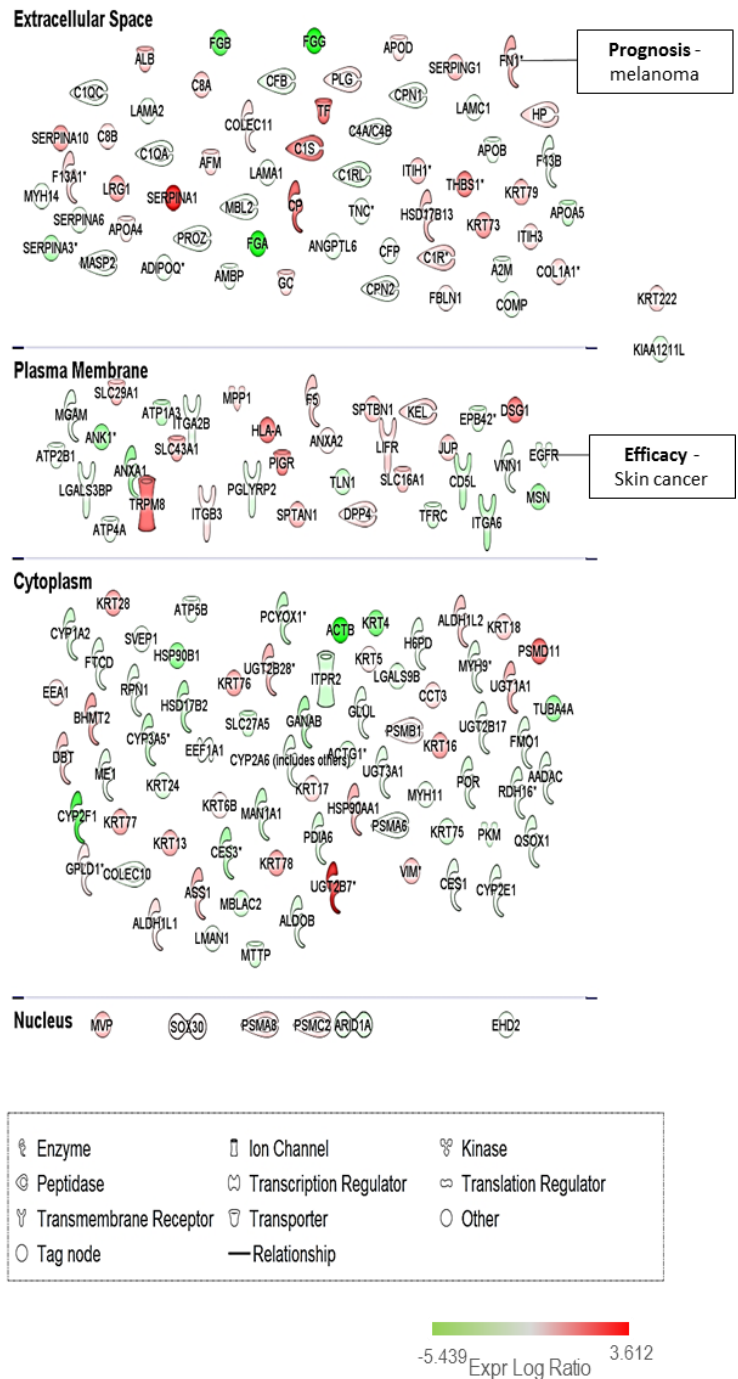 Extracellular Space
FGB
FGG
APOD
ALB
SERPING1
FN1*
Prognosis -
melanoma
C1QC
C8A
CFB
PLG
CPN1
LAMA2
COLEC11
TF
LAMC1
HP
SERPINA10
C8B
C4A/C4B
C1QA
C1S
APOB
F13A1*
AFM
LAMA1
C1RL
ITIH1*
F13B
MYH14
LRG1
SERPINA1
CP
THBS1*
KRT79
SERPINA6
APOA4
MBL2
TNC*
HSD17B13
KRT73
APOA5
SERPINA3*
PROZ
FGA
ANGPTL6
CFP
ITIH3
MASP2
ADIPOQ*
AMBP
GC
C1R*
A2M
COL1A1*
CPN2
FBLN1
COMP
KRT222
KIAA1211L
Plasma Membrane
SLC29A1
MPP1
F5
MGAM
ATP1A3
ITGA2B
SPTBN1
KEL
EPB42*
DSG1
ANK1*
HLA-A
ANXA2
ATP2B1
SLC43A1
LIFR
JUP
VNN1
EGFR
Efficacy -
Skin cancer
ANXA1
PIGR
LGALS3BP
PGLYRP2
TLN1
SLC16A1
CD5L
TRPM8
MSN
ATP4A
ITGB3
SPTAN1
DPP4
TFRC
ITGA6
Cytoplasm
KRT28
ATP5B
PCYOX1*
KRT4
ALDH1L2
CYP1A2
SVEP1
ACTB
H6PD
KRT18
FTCD
HSP90B1
KRT5
MYH9*
PSMD11
EEA1
RPN1
KRT76
UGT2B28*
ITPR2
LGALS9B
CCT3
UGT1A1
BHMT2
HSD17B2
SLC27A5
GANAB
GLUL
TUBA4A
DBT
CYP3A5*
EEF1A1
PSMB1
KRT16
UGT2B17
FMO1
ME1
CYP2A6 (includes others)
ACTG1*
UGT3A1
AADAC
KRT24
KRT17
MYH11
POR
RDH16*
CYP2F1
KRT77
KRT6B
MAN1A1
HSP90AA1
PSMA6
KRT75
PKM
QSOX1
KRT13
CES3*
PDIA6
GPLD1*
COLEC10
KRT78
VIM*
CES1
CYP2E1
ASS1
MBLAC2
UGT2B7*
ALDH1L1
ALDOB
LMAN1
MTTP
Nucleus
MVP
SOX30
PSMA8
PSMC2
ARID1A
EHD2
Enzyme
Ion Channel
Kinase
Peptidase
Transcription Regulator
Translation Regulator
Transmembrane Receptor
Transporter
Other
Tag node
Relationship
-5.439
3.612
Expr Log Ratio